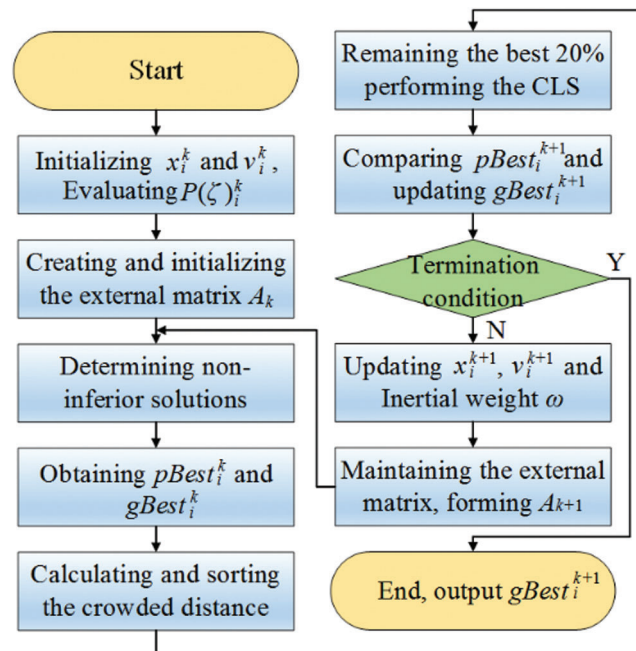 Start
Initializing $x_i^k$ and $v_i^k$,
Evaluating $P(\zeta)_i^k$
Creating and initializing
the external matrix $A_k$
Determining non-
inferior solutions
Obtaining $pBest_i^k$ and
$gBest_i^k$
Calculating and sorting
the crowded distance
Remaining the best 20%
performing the CLS
Comparing $pBest_i^{k+1}$ and
updating $gBest_i^{k+1}$
Termination
condition
Y
N
Updating $x_i^{k+1}$, $v_i^{k+1}$ and
Inertial weight $\omega$
Maintaining the external
matrix, forming $A_{k+1}$
End, output $gBest_i^{k+1}$